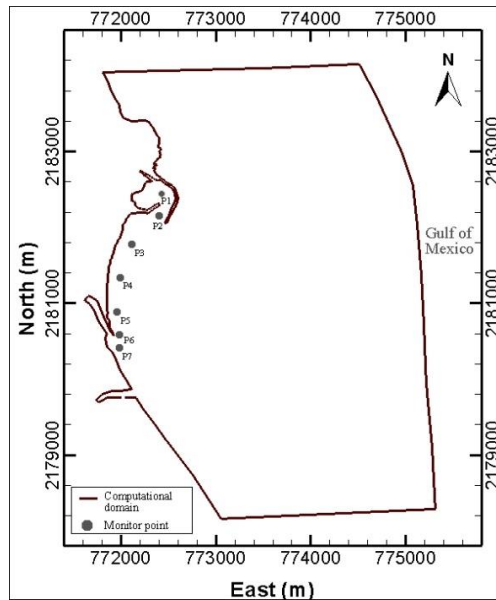 772000 773000 774000 775000
N
2183000
2183000
P1
P2
Gulf of
Mexico
P3
P4
2181000
2181000
P5
P6
P7
North (m)
2179000
2179000
Computational
domain
Monitor point
772000 773000 774000 775000
East (m)